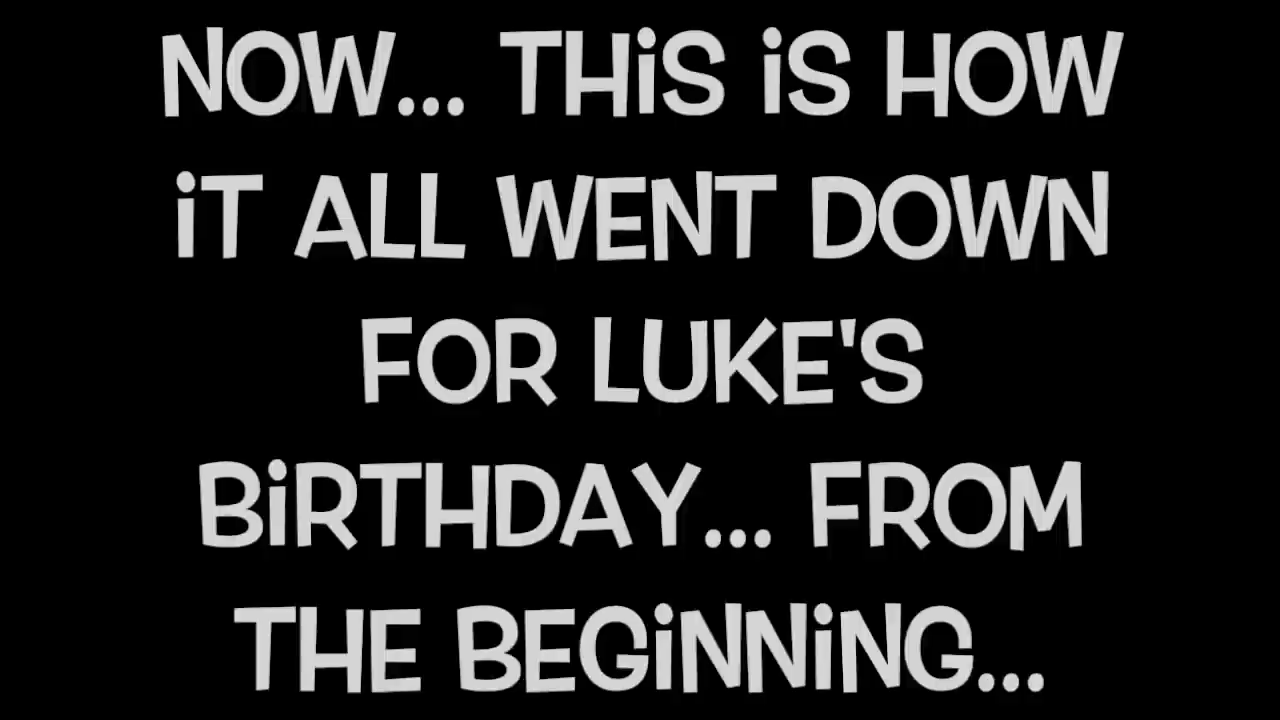 NOW... THiS iS HOW
iT ALL WENT DOWN
FOR LUKE'S
BiRTHDAY... FROM
THE BEGiNNiNG...